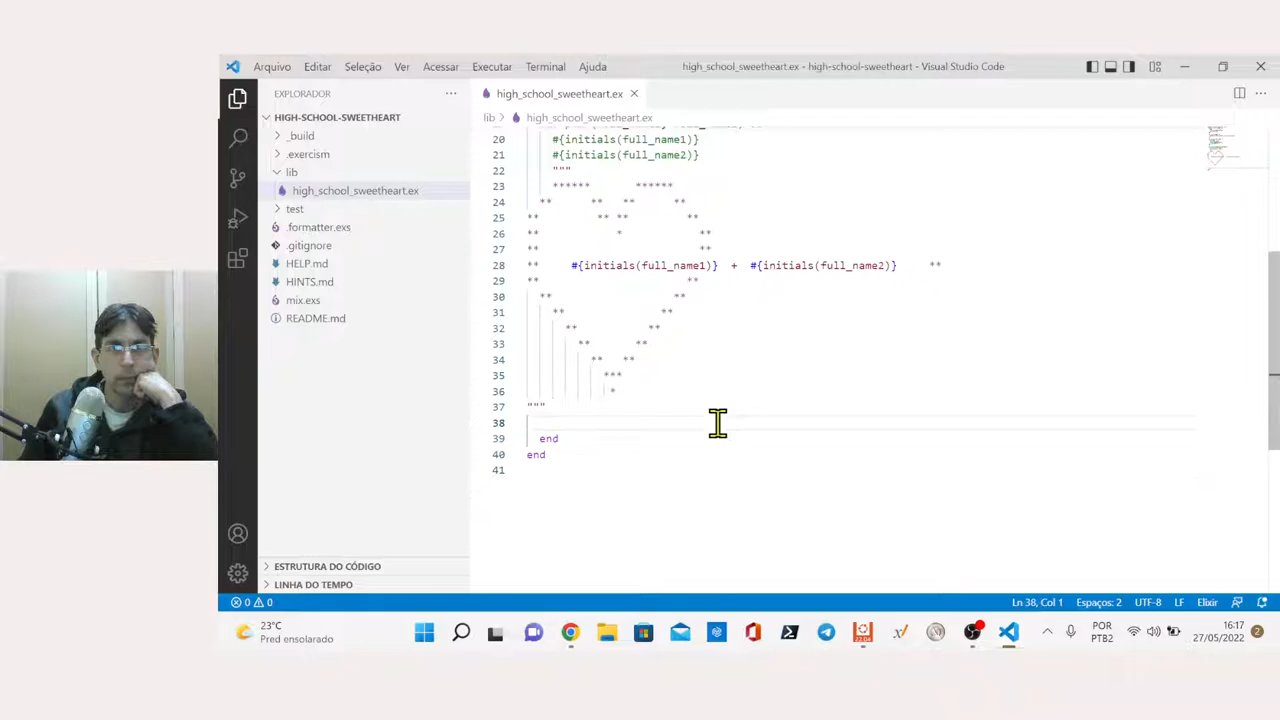 Arquivo Editar Seleção Ver Acessar Executar Terminal Ajuda high_school_sweetheart.ex - high-school-sweetheart - Visual Studio Code
EXPLORADOR
HIGH-SCHOOL-SWEETHEART
_build
.exercism
lib
high_school_sweetheart.ex
test
.formatter.exs
.gitignore
HELP.md
HINTS.md
mix.exs
README.md
ESTRUTURA DO CÓDIGO
LINHA DO TEMPO
high_school_sweetheart.ex
lib > high_school_sweetheart.ex
20 #{initials(full_name1)}
21 #{initials(full_name2)}
22 """
23 ****** ******
24 ** ** ** **
25 ** ** ** **
26 ** * **
27 ** **
28 ** #{initials(full_name1)} + #{initials(full_name2)} **
29 ** **
30 ** **
31 ** **
32 ** **
33 ** **
34 ** **
35 ***
36 *
37 """
38
39 end
40 end
41
0 0 Ln 38, Col 1 Espaços: 2 UTF-8 LF Elixir
23°C
Pred ensolarado
POR
PTB2
16:17
27/05/2022
2